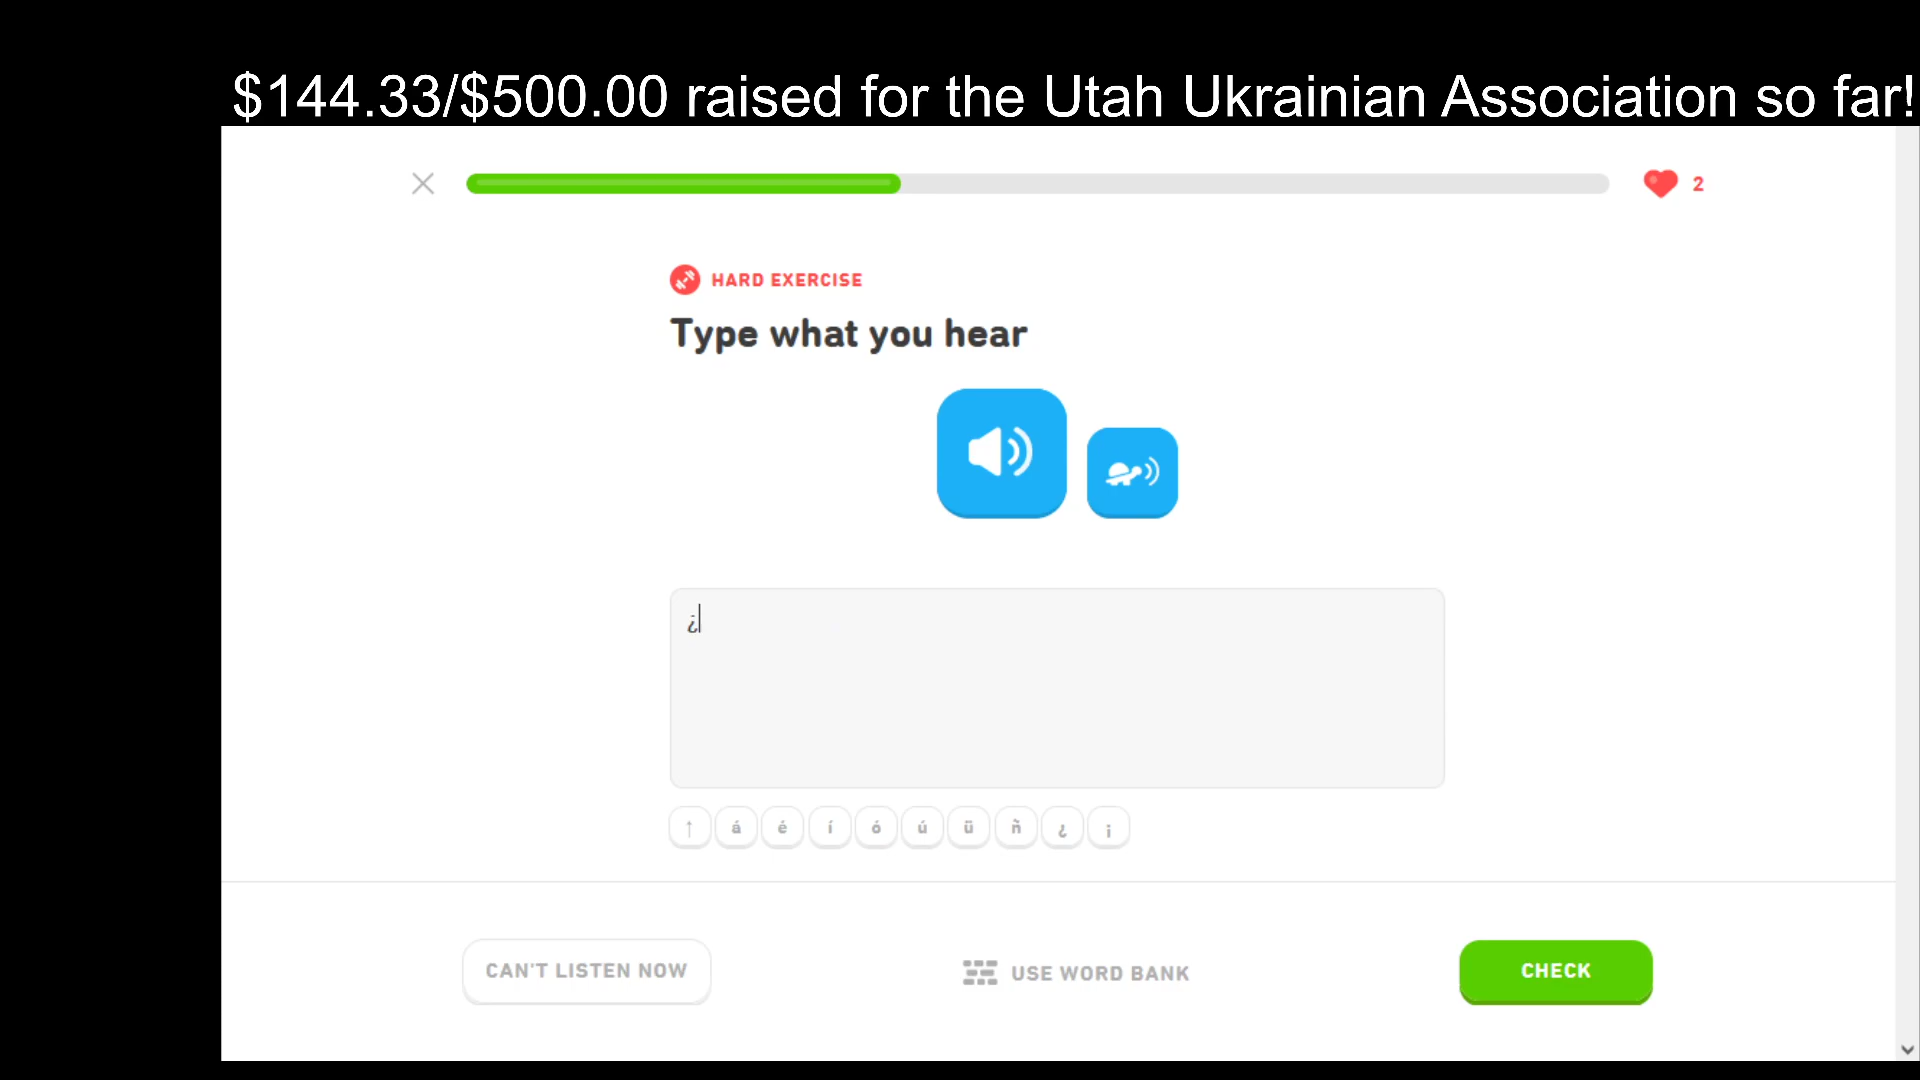 $144.33/$500.00 raised for the Utah Ukrainian Association so far!
2
HARD EXERCISE
Type what you hear
¿
↑ á é í ó ú ü ñ ¿ ¡
CAN'T LISTEN NOW
USE WORD BANK
CHECK